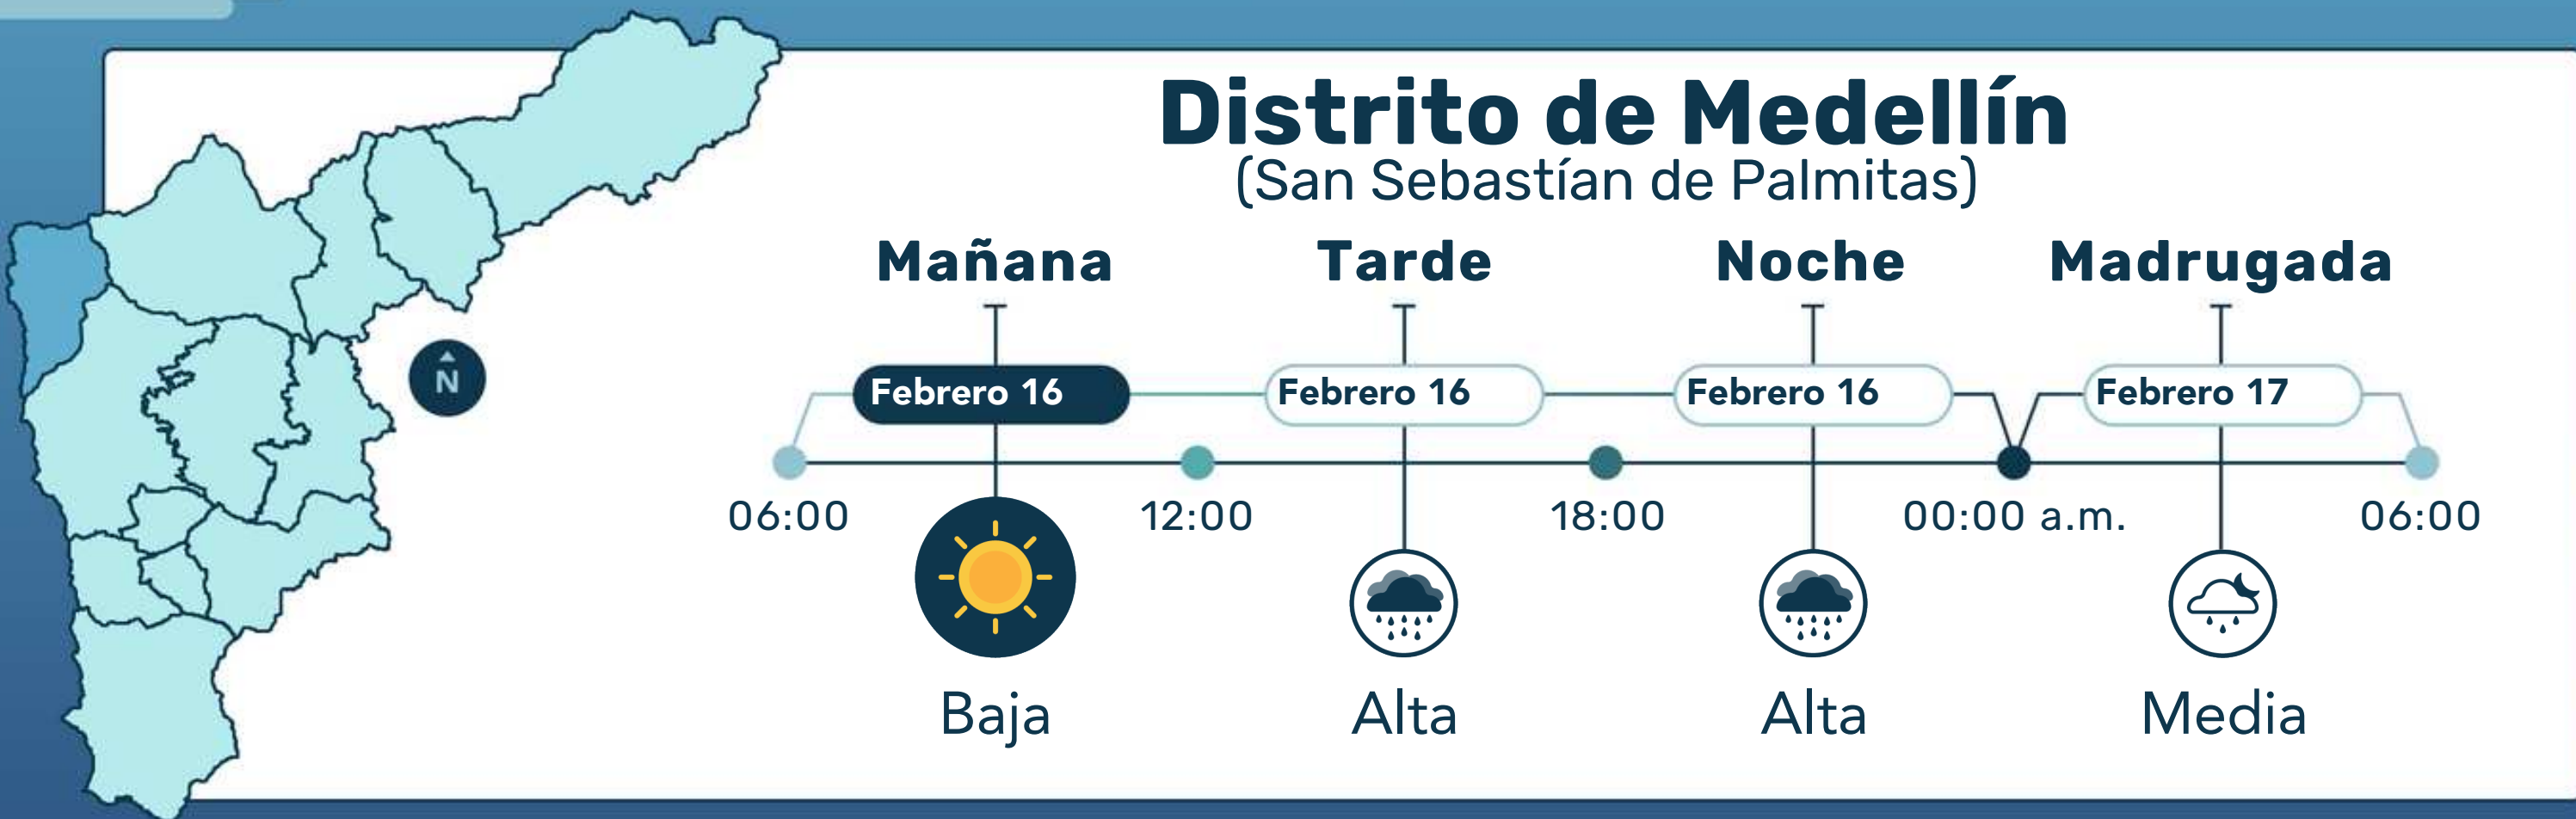 Distrito de Medellín
(San Sebastían de Palmitas)
Mañana Tarde Noche Madrugada
Febrero 16 Febrero 16 Febrero 16 Febrero 17
N
06:00 12:00 18:00 00:00 a.m. 06:00
Baja Alta Alta Media